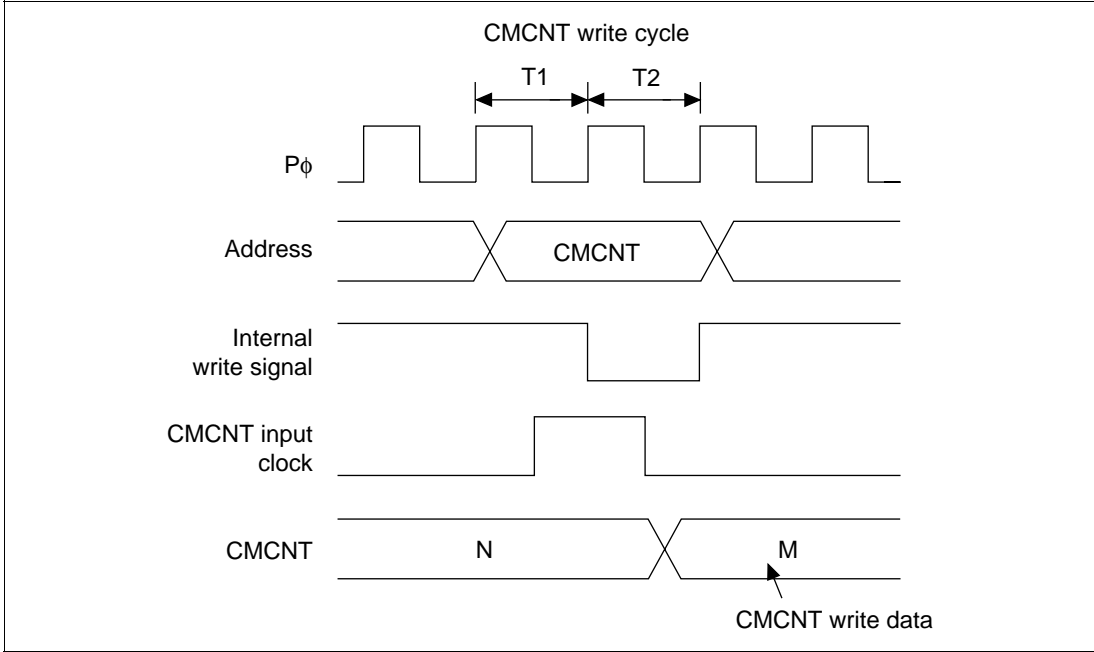 CMCNT write cycle
T1 T2
Pϕ
Address CMCNT
Internal
write signal
CMCNT input
clock
CMCNT N M
CMCNT write data